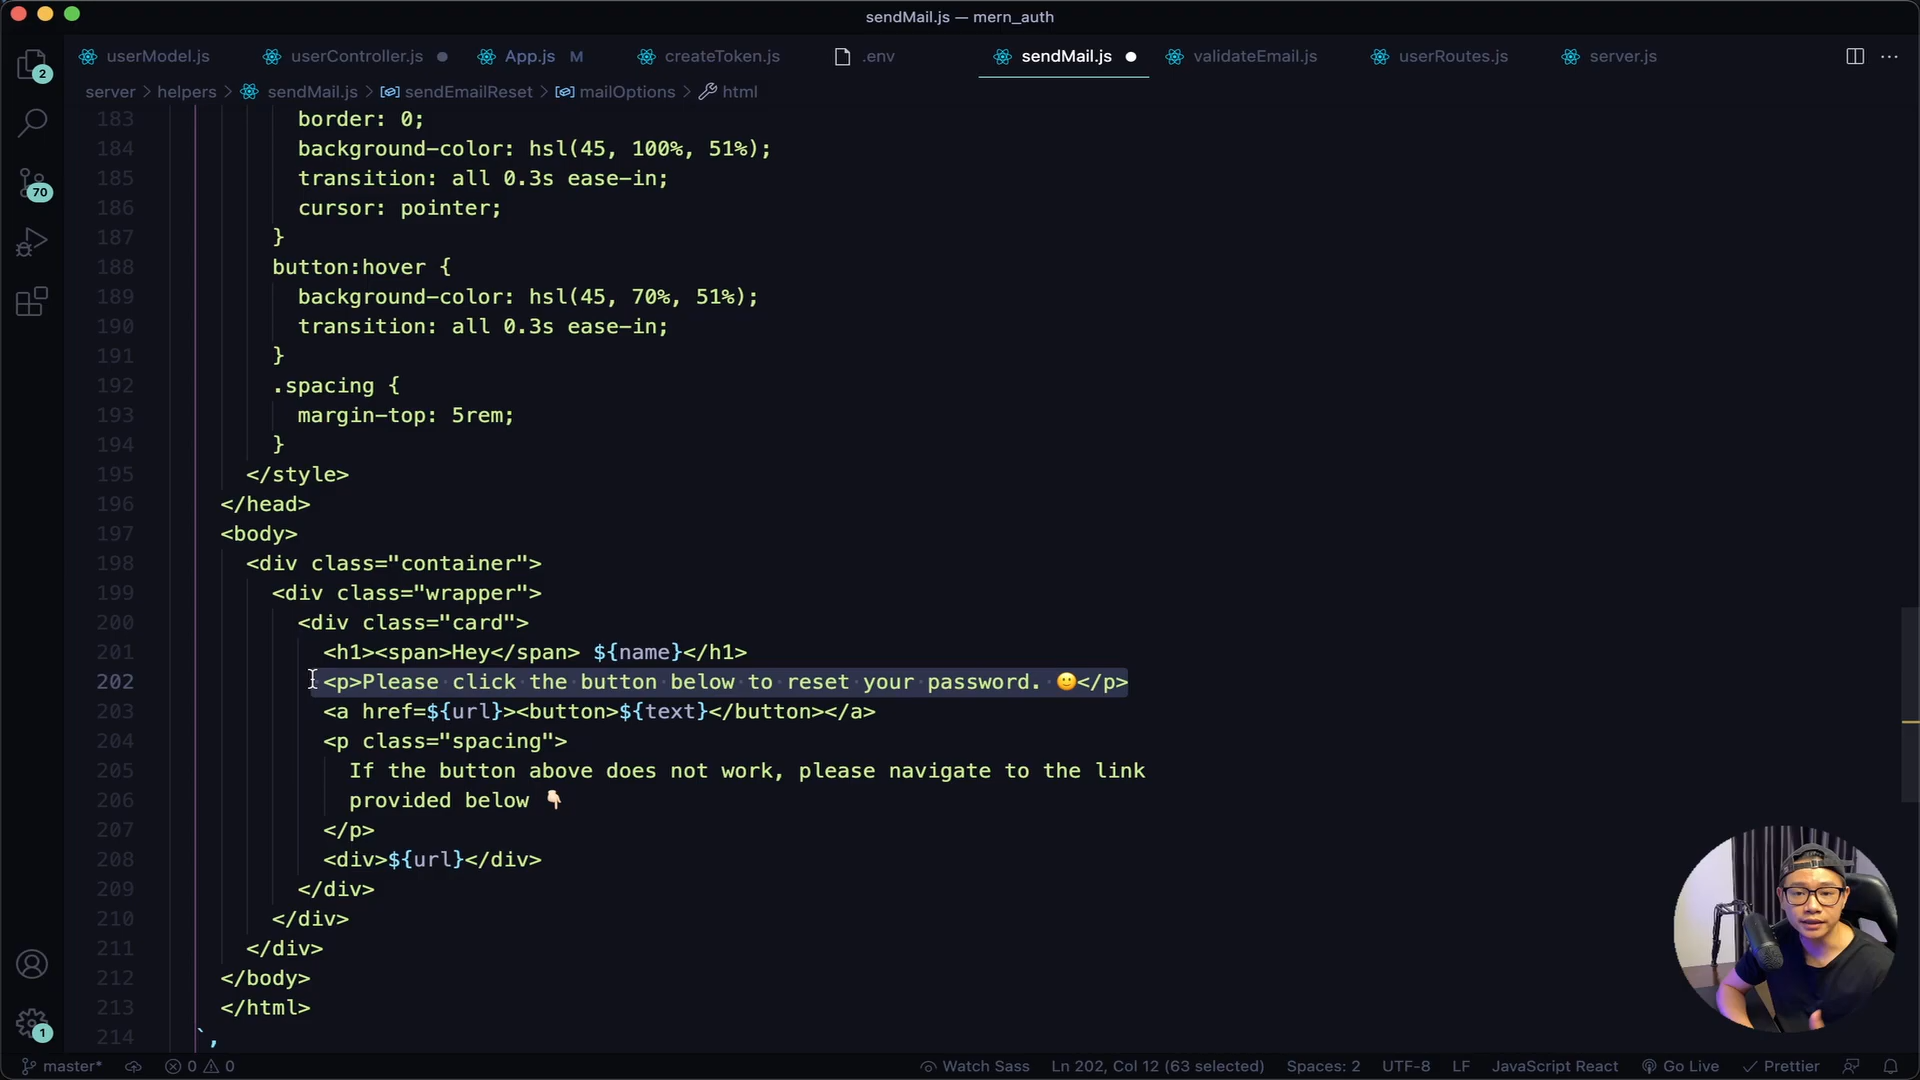 sendMail.js — mern_auth
userModel.js userController.js App.js M createToken.js .env sendMail.js validateEmail.js userRoutes.js server.js
server > helpers > sendMail.js > sendEmailReset > mailOptions > html
183 border: 0;
184 background-color: hsl(45, 100%, 51%);
185 transition: all 0.3s ease-in;
186 cursor: pointer;
187 }
188 button:hover {
189 background-color: hsl(45, 70%, 51%);
190 transition: all 0.3s ease-in;
191 }
192 .spacing {
193 margin-top: 5rem;
194 }
195 </style>
196 </head>
197 <body>
198 <div class="container">
199 <div class="wrapper">
200 <div class="card">
201 <h1><span>Hey</span> ${name}</h1>
202 <p>Please click the button below to reset your password. 🙂</p>
203 <a href=${url}><button>${text}</button></a>
204 <p class="spacing">
205 If the button above does not work, please navigate to the link
206 provided below 👇🏻
207 </p>
208 <div>${url}</div>
209 </div>
210 </div>
211 </div>
212 </body>
213 </html>
214 `,
2
70
1
master* 0 0 Watch Sass Ln 202, Col 12 (63 selected) Spaces: 2 UTF-8 LF JavaScript React Go Live Prettier